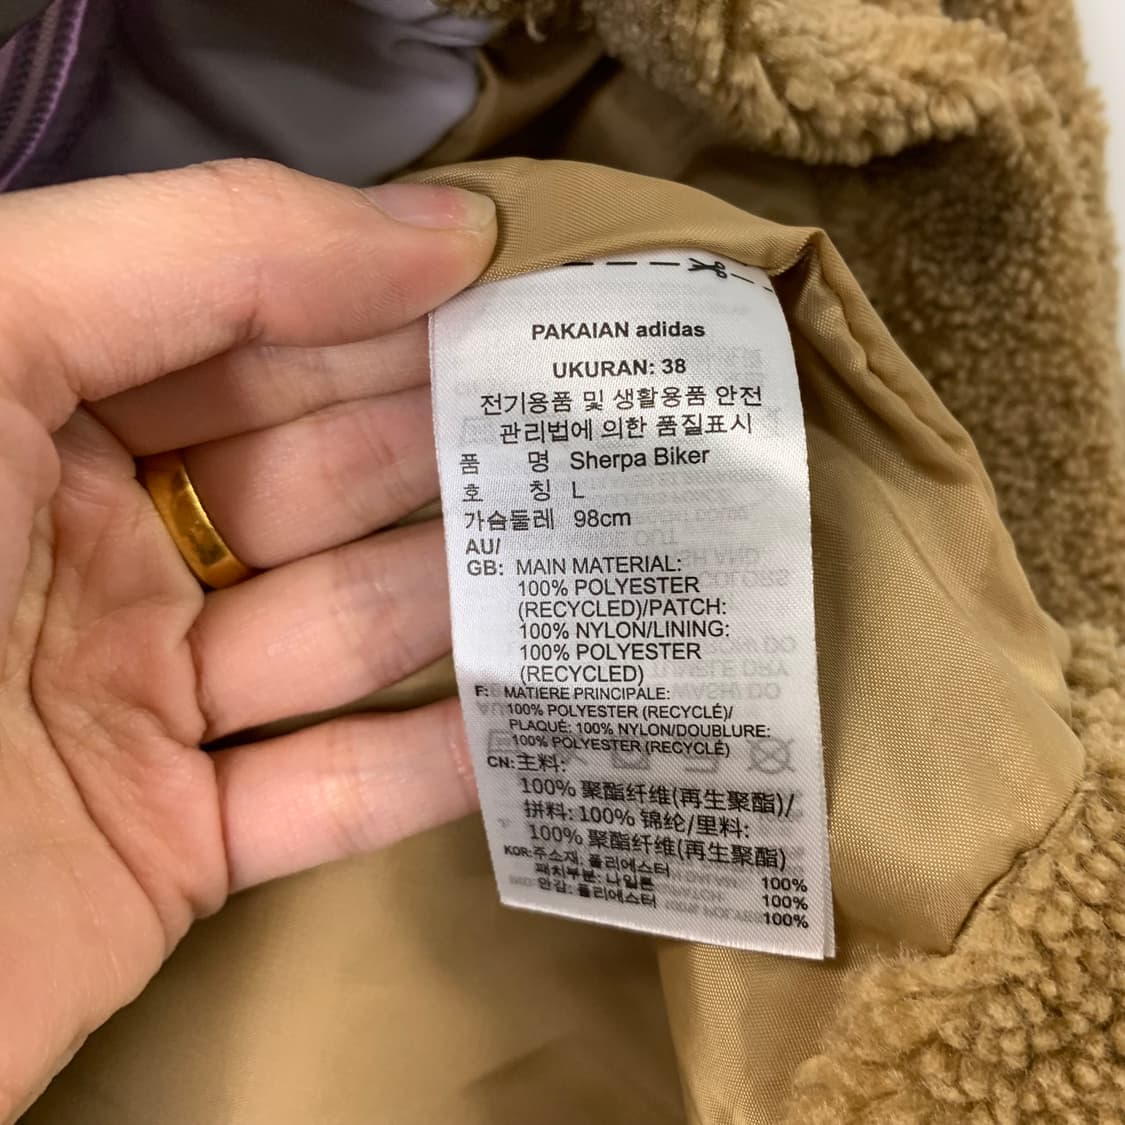 PAKAIAN adidas
UKURAN: 38
전기용품 및 생활용품 안전
관리법에 의한 품질표시
품 명 Sherpa Biker
호 칭 L
가슴둘레 98cm
AU/
GB: MAIN MATERIAL:
100% POLYESTER
(RECYCLED)/PATCH:
100% NYLON/LINING:
100% POLYESTER
(RECYCLED)
F: MATIERE PRINCIPALE:
100% POLYESTER (RECYCLÉ)/
PLAQUÉ: 100% NYLON/DOUBLURE:
100% POLYESTER (RECYCLÉ)
CN:主料:
100% 聚酯纤维(再生聚酯)/
拼料: 100% 锦纶/里料:
100% 聚酯纤维(再生聚酯)
KOR:주소재: 폴리에스터 100%
패치부분: 나일론 100%
안감: 폴리에스터 100%